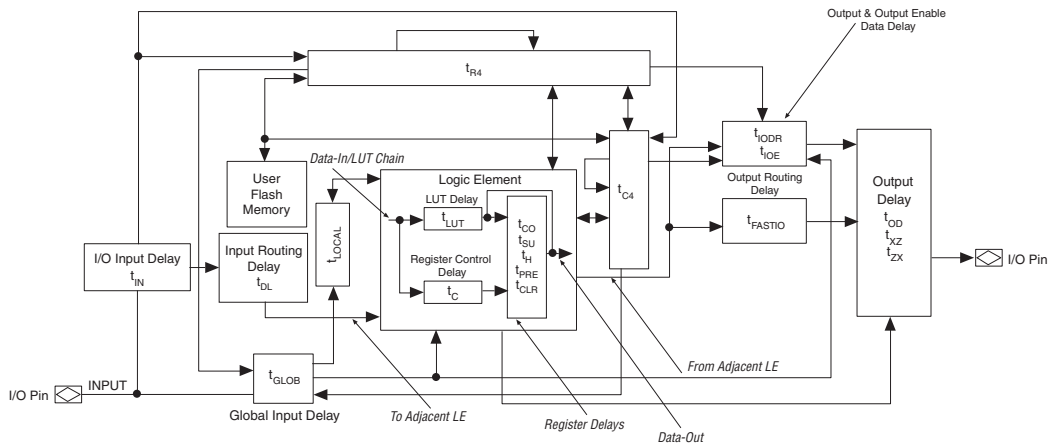 Output & Output Enable
Data Delay
tR4
tIODR
tIOE
Data-In/LUT Chain
Logic Element
User
Flash
Memory
LUT Delay
tC4
Output Routing
Delay
Output
Delay
tLUT
tCO
tSU
tH
tPRE
tCLR
tFASTIO
tOD
tXZ
tZX
tLOCAL
I/O Input Delay
tIN
Input Routing
Delay
tDL
Register Control
Delay
tC
I/O Pin
From Adjacent LE
I/O Pin
INPUT
tGLOB
Global Input Delay
To Adjacent LE
Register Delays
Data-Out